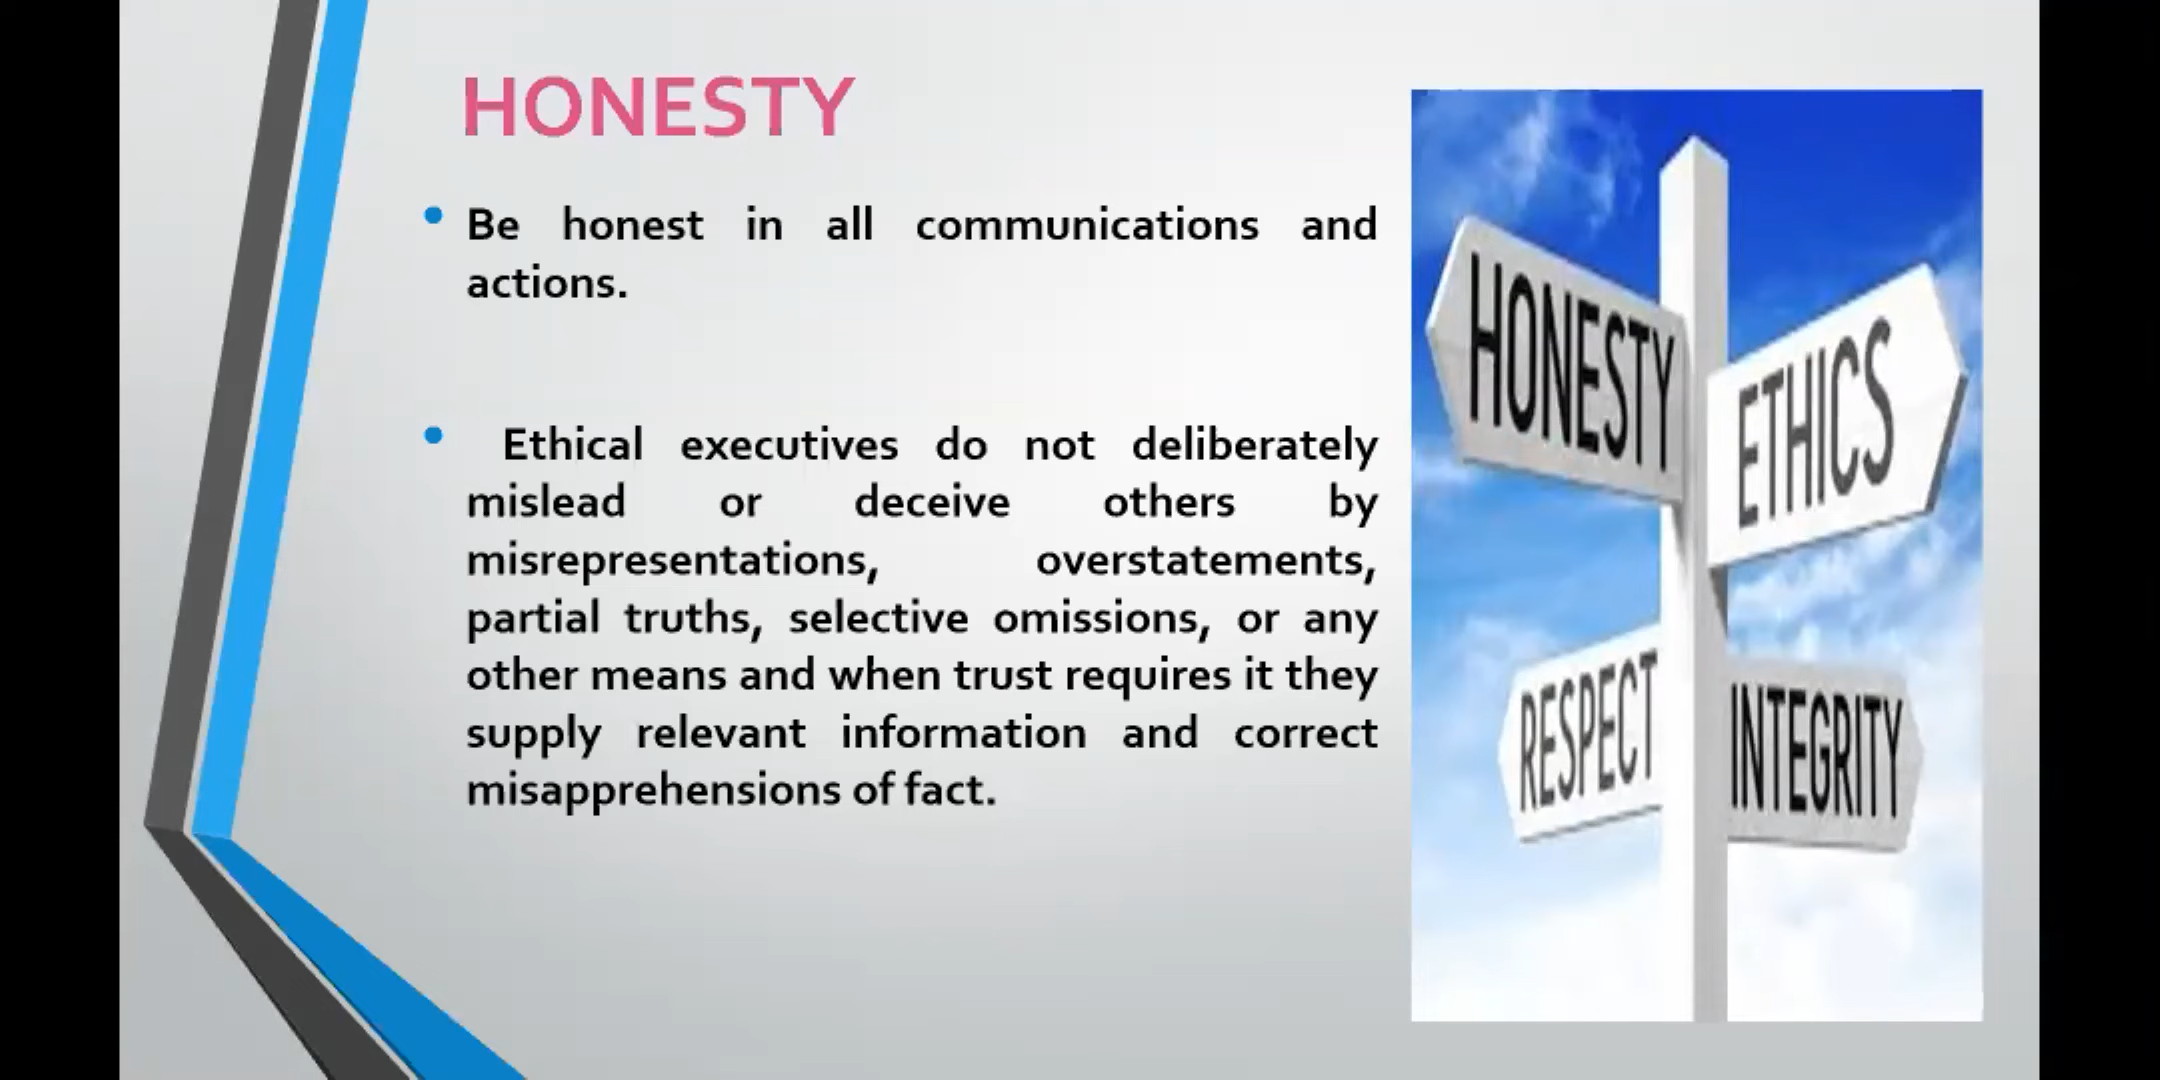 HONESTY
Be honest in all communications and
actions.
Ethical executives do not deliberately
mislead or deceive others by
misrepresentations, overstatements,
partial truths, selective omissions, or any
other means and when trust requires it they
supply relevant information and correct
misapprehensions of fact.
HONESTY
ETHICS
RESPECT
INTEGRITY